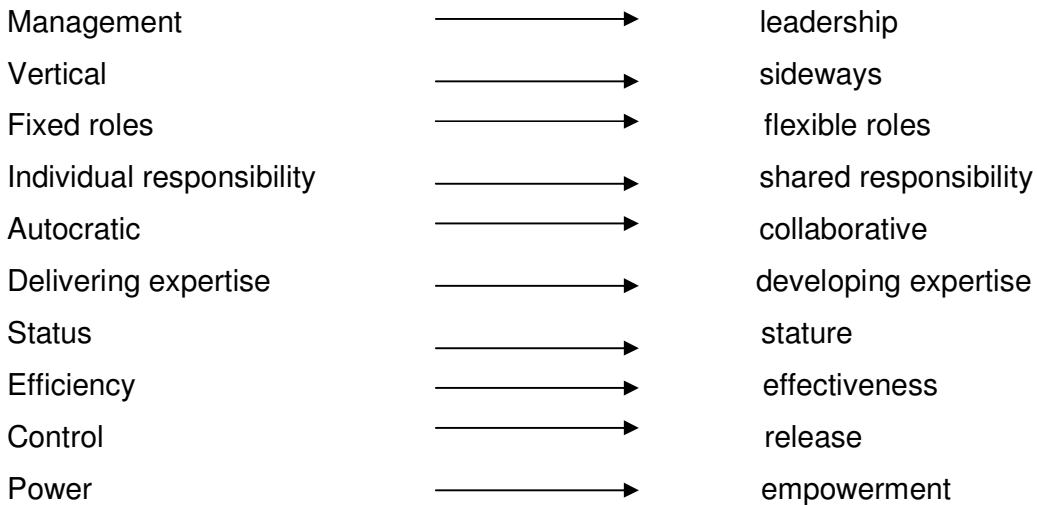 Management leadership
Vertical sideways
Fixed roles flexible roles
Individual responsibility shared responsibility
Autocratic collaborative
Delivering expertise developing expertise
Status stature
Efficiency effectiveness
Control release
Power empowerment